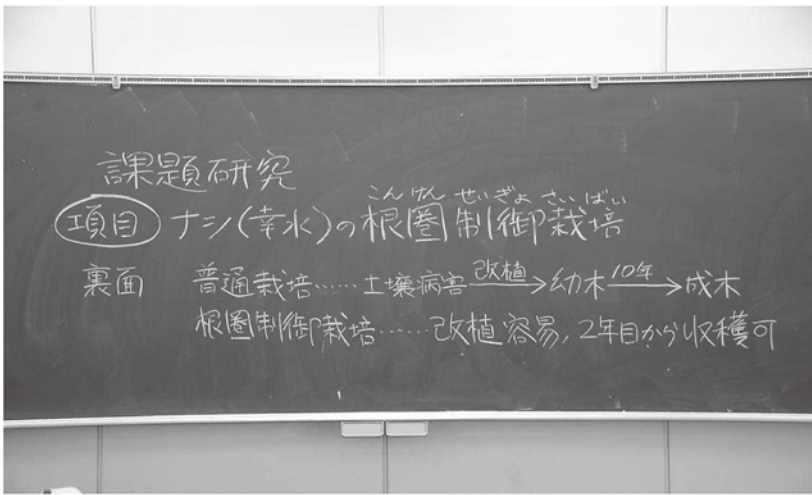 課題研究
こんけんせいぎょさいばい
項目 ナシ(幸水)の根圏制御栽培
改植 10年
裏面 普通栽培……土壌病害→幼木→成木
根圏制御栽培……改植容易,2年目から収穫可